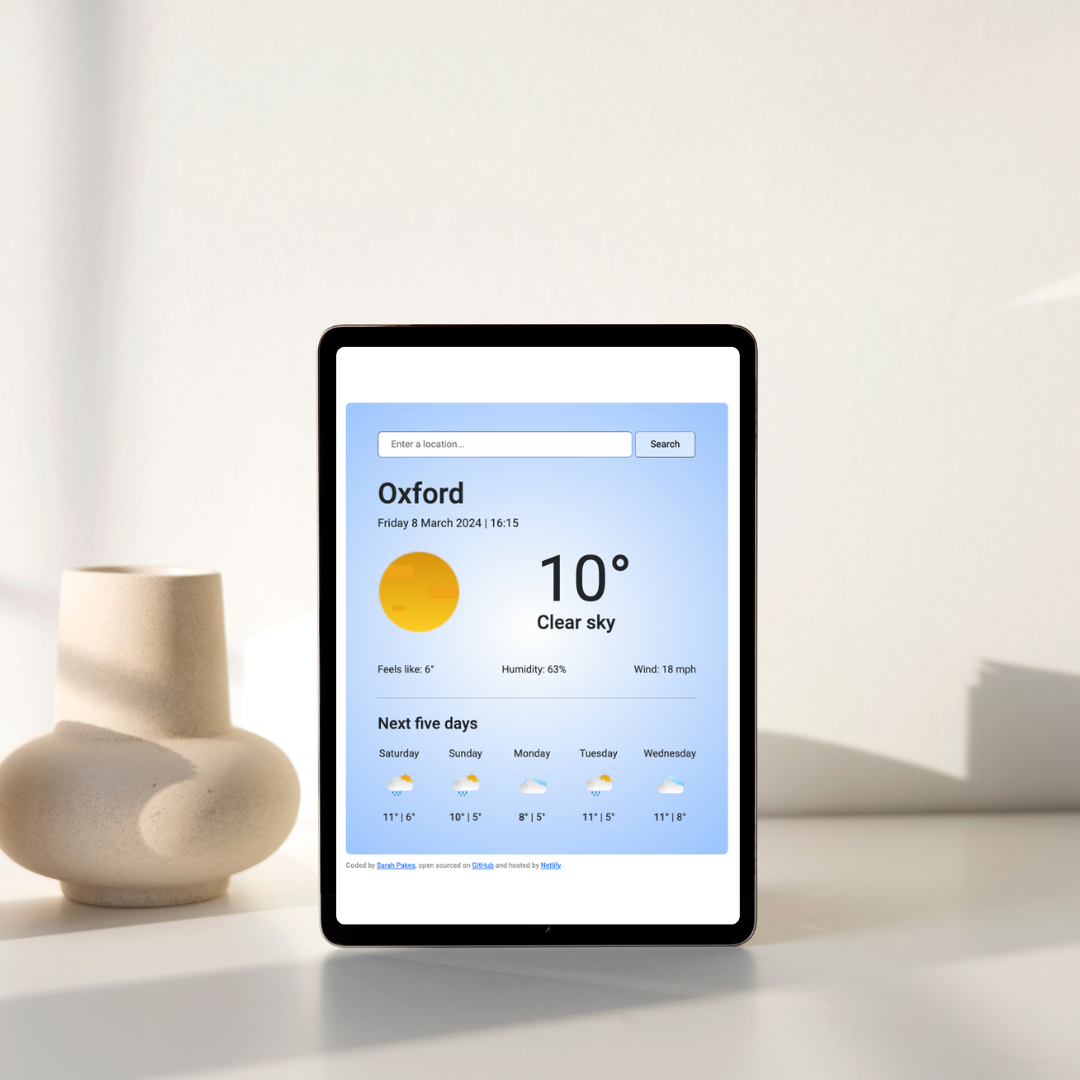 Enter a location...
Search
Oxford
Friday 8 March 2024 | 16:15
10°
Clear sky
Feels like: 6° Humidity: 63% Wind: 18 mph
Next five days
Saturday Sunday Monday Tuesday Wednesday
11° | 6° 10° | 5° 8° | 5° 11° | 5° 11° | 8°
Coded by Sarah Pakes, open sourced on GitHub and hosted by Netlify.